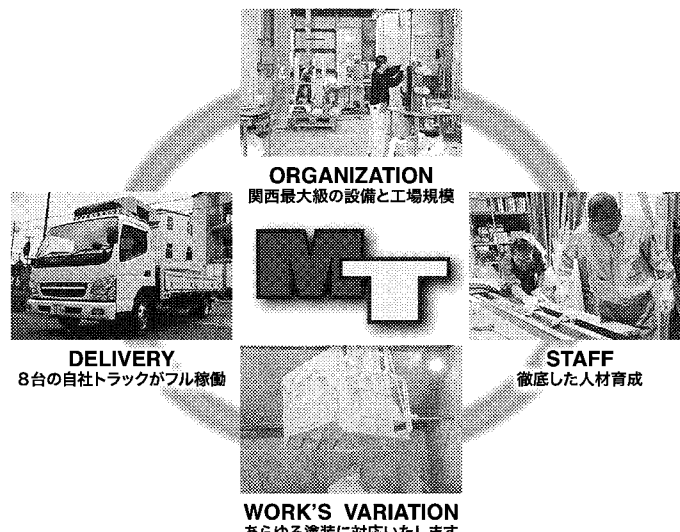 ORGANIZATION
関西最大級の設備と工場規模
MT
DELIVERY
8台の自社トラックがフル稼働
STAFF
徹底した人材育成
WORK'S VARIATION
あらゆる塗装に対応いたします